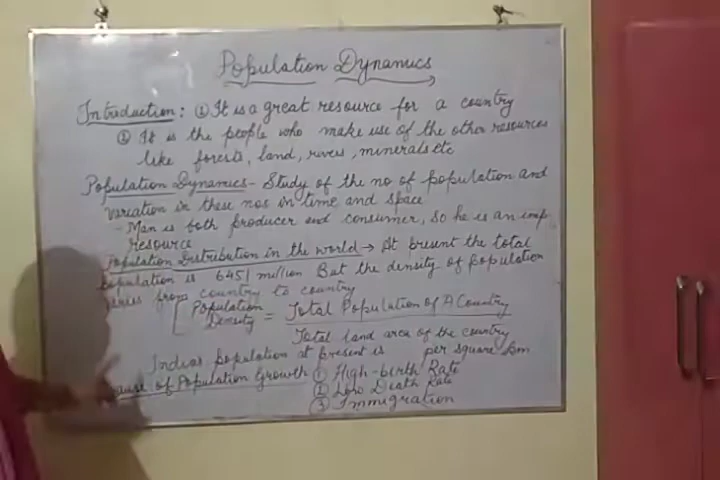 Population Dynamics
Introduction: ① It is a great resource for a country
② It is the people who make use of the other resources
like forests, land, rivers, minerals etc
Population Dynamics - Study of the no of population and
variation in these nos in time and space
- Man is both producer and consumer, so he is an imp
resource
Population Distribution in the world → At present the total
population is 6451 million But the density of population
varies from country to country
[Population Density = Total Population of A Country
Total land area of the country
Indias population at present is per square km
Cause of Population Growth ① High-birth Rate
② Low Death Rate
③ Immigration